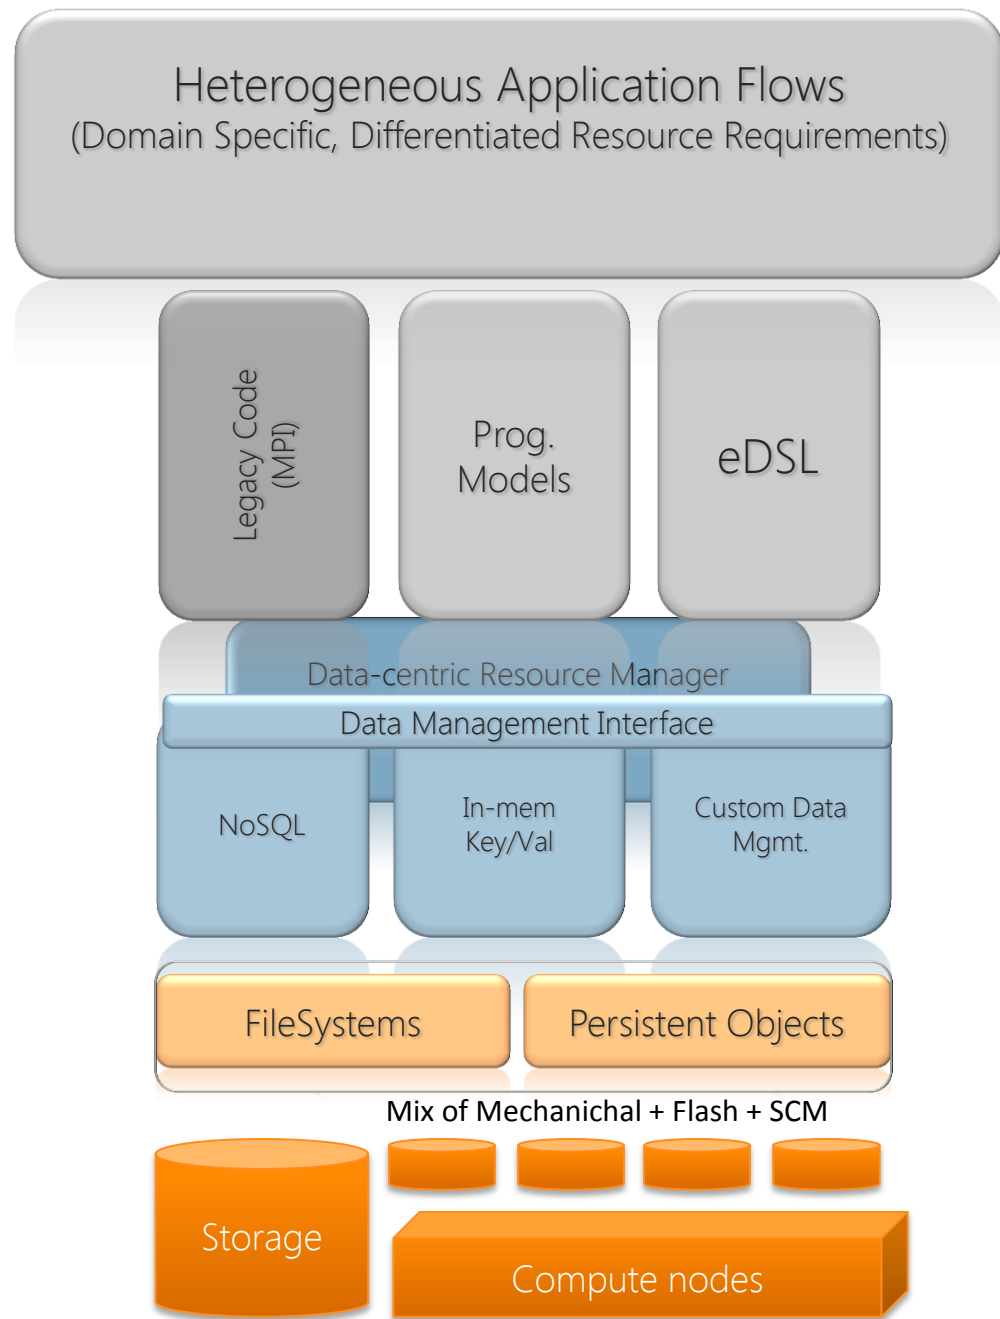 Heterogeneous Application Flows
(Domain Specific, Differentiated Resource Requirements)
Legacy Code
(MPI)
Prog.
Models
eDSL
Data-centric Resource Manager
Data Management Interface
NoSQL
In-mem
Key/Val
Custom Data
Mgmt.
FileSystems
Persistent Objects
Mix of Mechanichal + Flash + SCM
Storage
Compute nodes